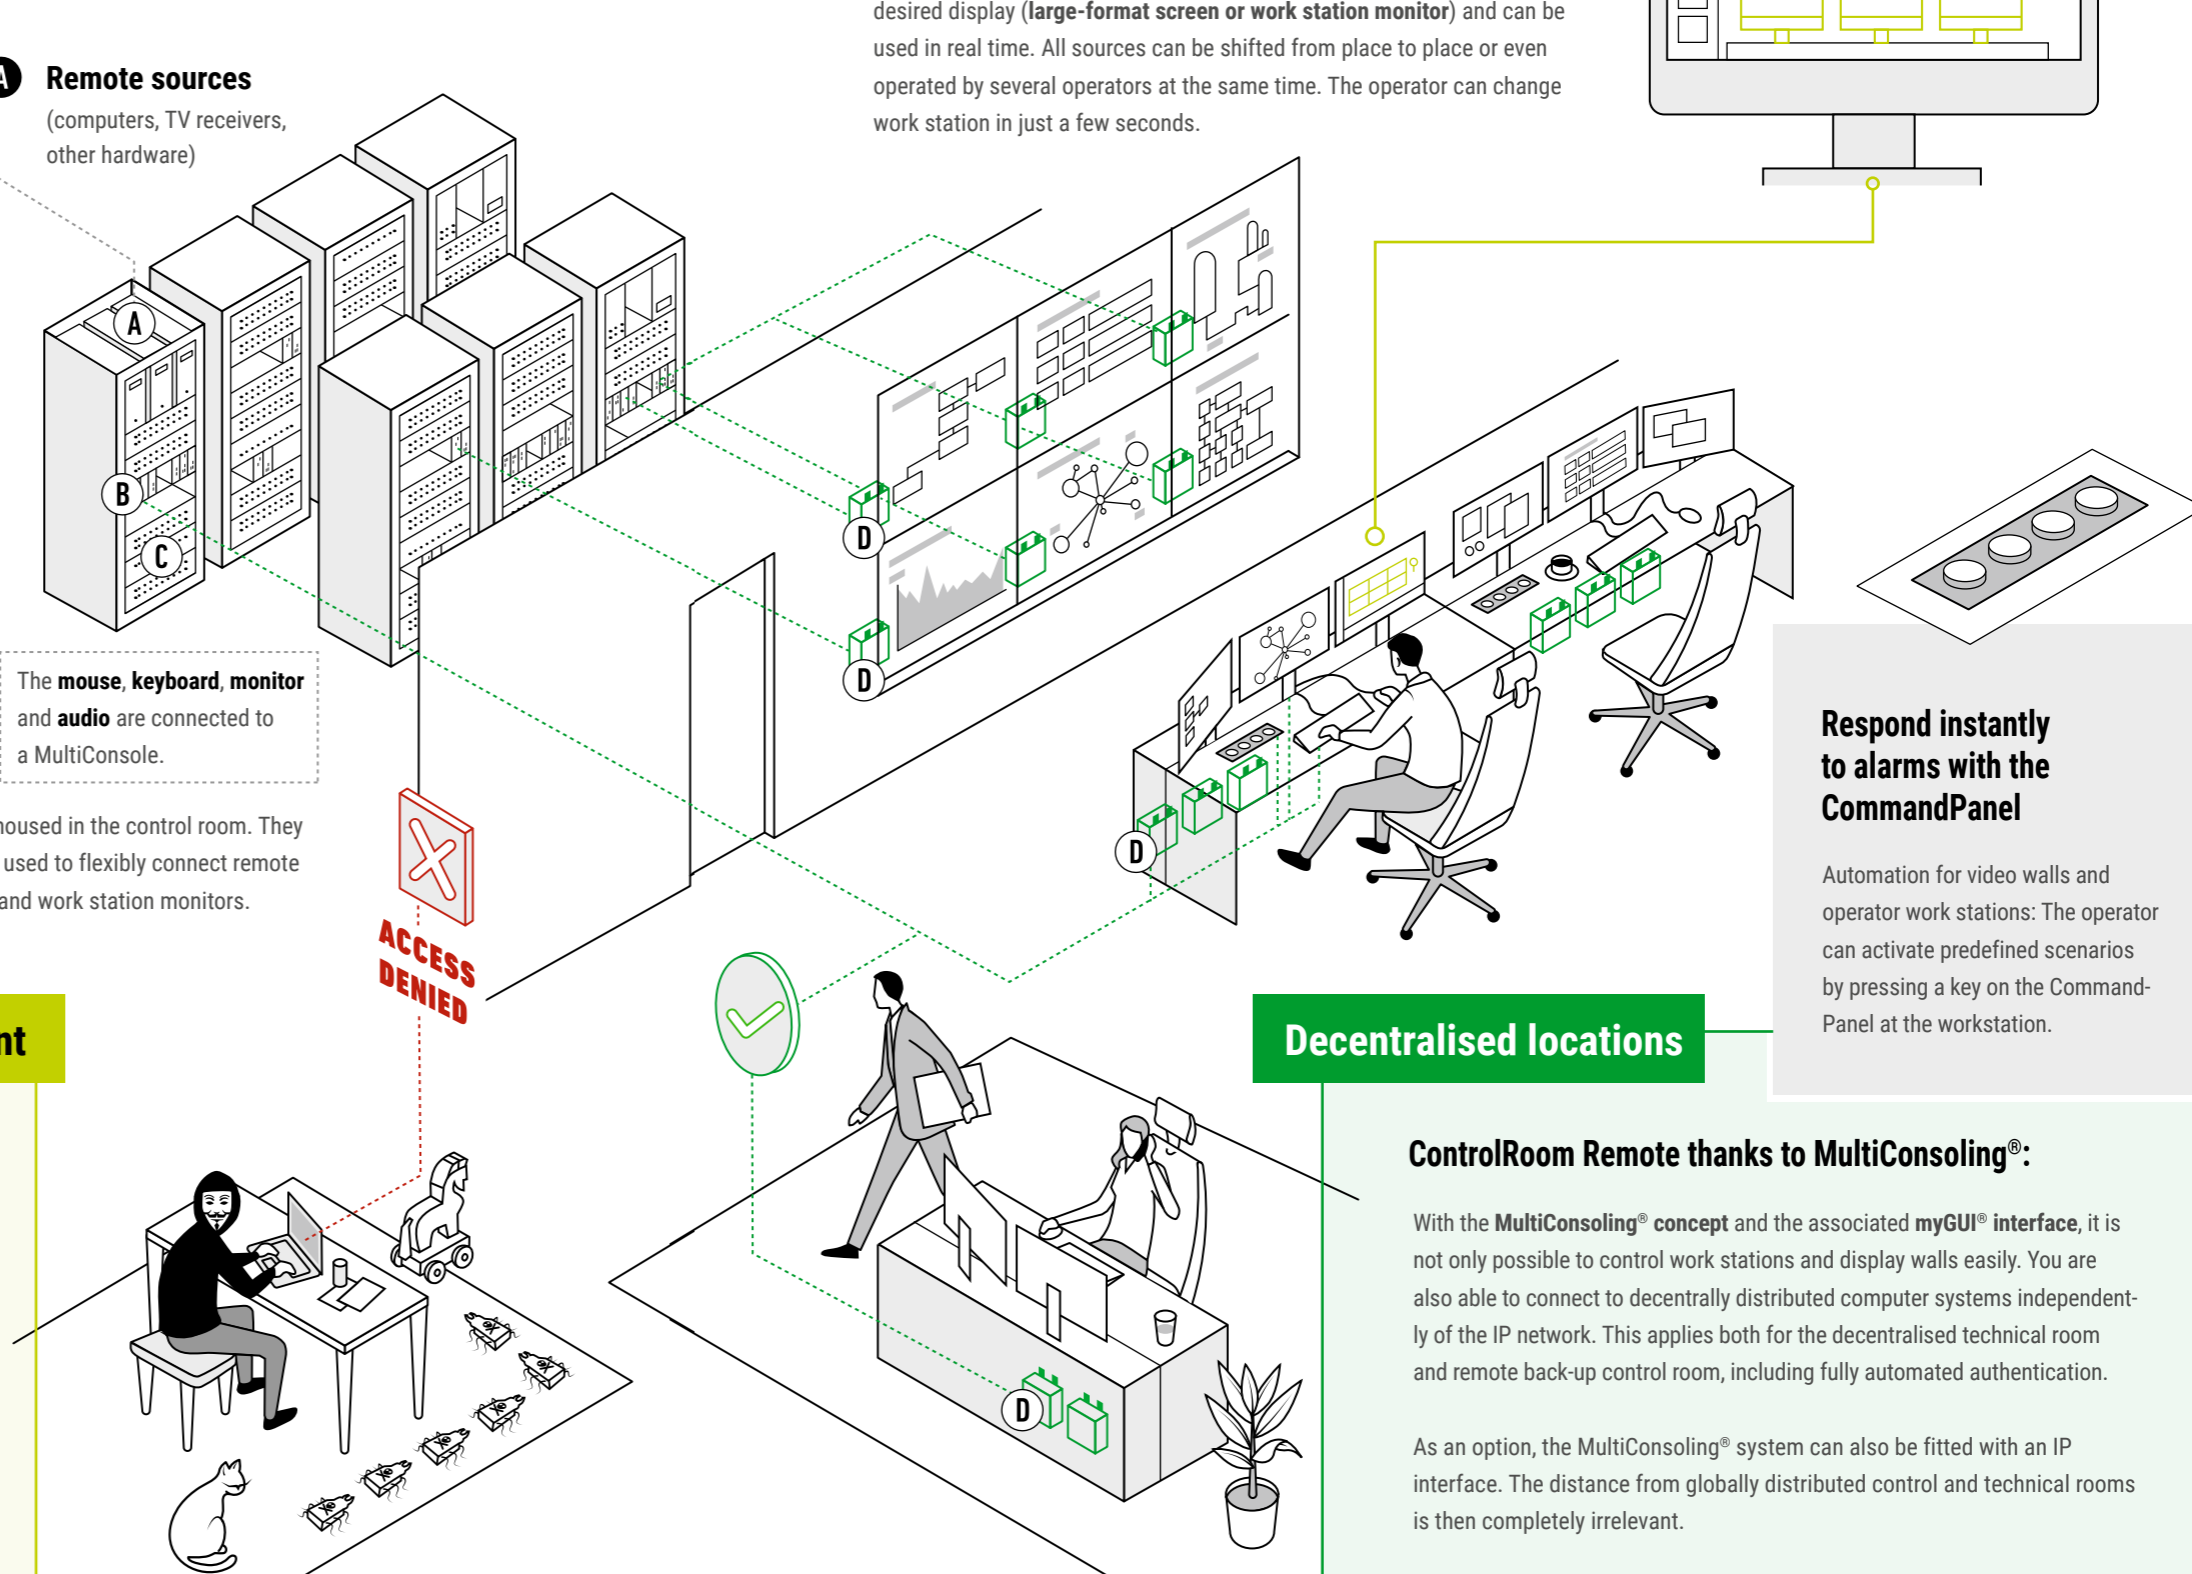 desired display (large-format screen or work station monitor) and can be
used in real time. All sources can be shifted from place to place or even
operated by several operators at the same time. The operator can change
work station in just a few seconds.
A Remote sources
(computers, TV receivers,
other hardware)
A
B
C
D
D
D
D
The mouse, keyboard, monitor
and audio are connected to
a MultiConsole.
housed in the control room. They
used to flexibly connect remote
and work station monitors.
ACCESS
DENIED
nt
Respond instantly
to alarms with the
CommandPanel
Automation for video walls and
operator work stations: The operator
can activate predefined scenarios
by pressing a key on the Command-
Panel at the workstation.
Decentralised locations
ControlRoom Remote thanks to MultiConsoling®:
With the MultiConsoling® concept and the associated myGUI® interface, it is
not only possible to control work stations and display walls easily. You are
also able to connect to decentrally distributed computer systems independent-
ly of the IP network. This applies both for the decentralised technical room
and remote back-up control room, including fully automated authentication.
As an option, the MultiConsoling® system can also be fitted with an IP
interface. The distance from globally distributed control and technical rooms
is then completely irrelevant.